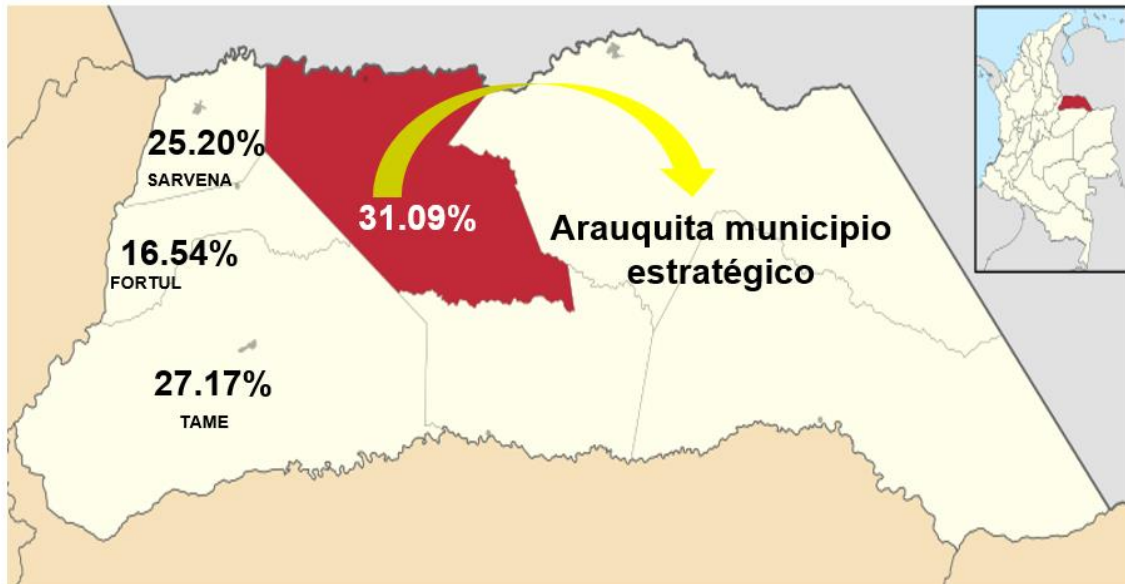 25.20%
SARVENA
31.09%
Arauquita municipio
estratégico
16.54%
FORTUL
27.17%
TAME